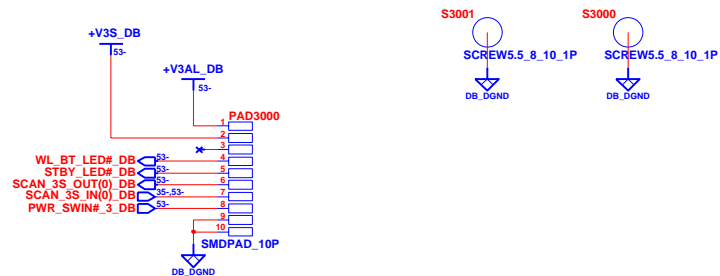 S3001
S3000
SCREW5.5_8_10_1P
SCREW5.5_8_10_1P
DB_DGND
DB_DGND
+V3S_DB
53-
+V3AL_DB
53-
PAD3000
1
2
3
WL_BT_LED#_DB 53- 4
STBY_LED#_DB 53- 5
SCAN_3S_OUT(0)_DB 53- 6
SCAN_3S_IN(0)_DB 35-,53- 7
PWR_SWIN#_3_DB 53- 8
9
10
SMDPAD_10P
DB_DGND